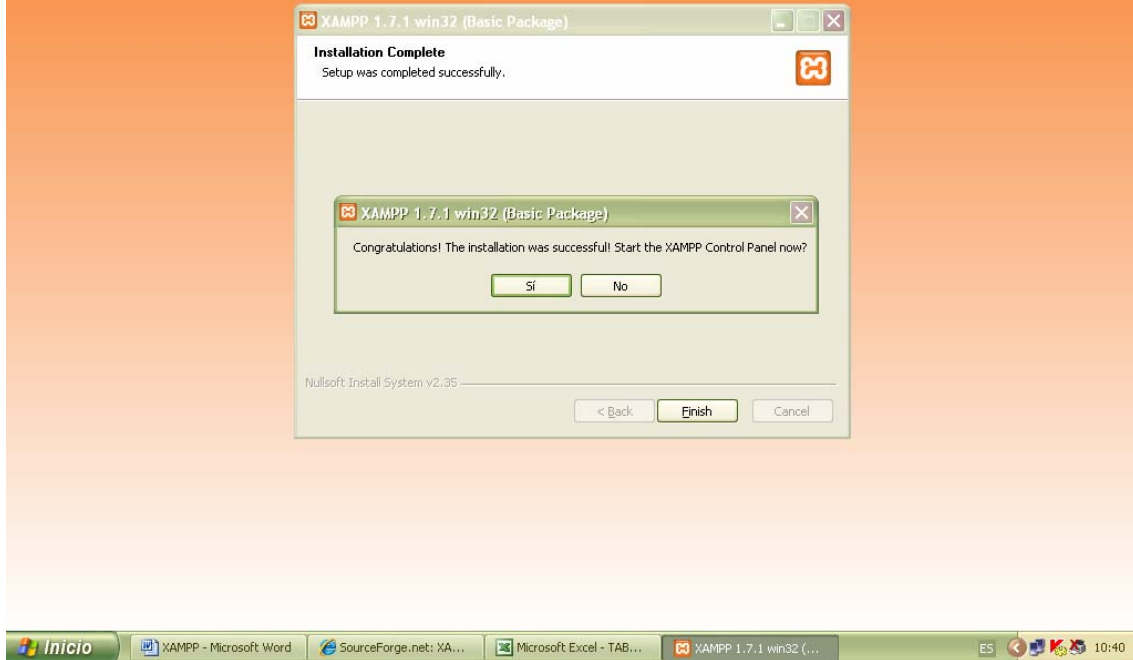 XAMPP 1.7.1 win32 (Basic Package)
Installation Complete
Setup was completed successfully.
XAMPP 1.7.1 win32 (Basic Package)
Congratulations! The installation was successful! Start the XAMPP Control Panel now?
Sí
No
Nullsoft Install System v2.35
< Back
Finish
Cancel
Inicio
XAMPP - Microsoft Word
SourceForge.net: XA...
Microsoft Excel - TAB...
XAMPP 1.7.1 win32 (...
ES
10:40